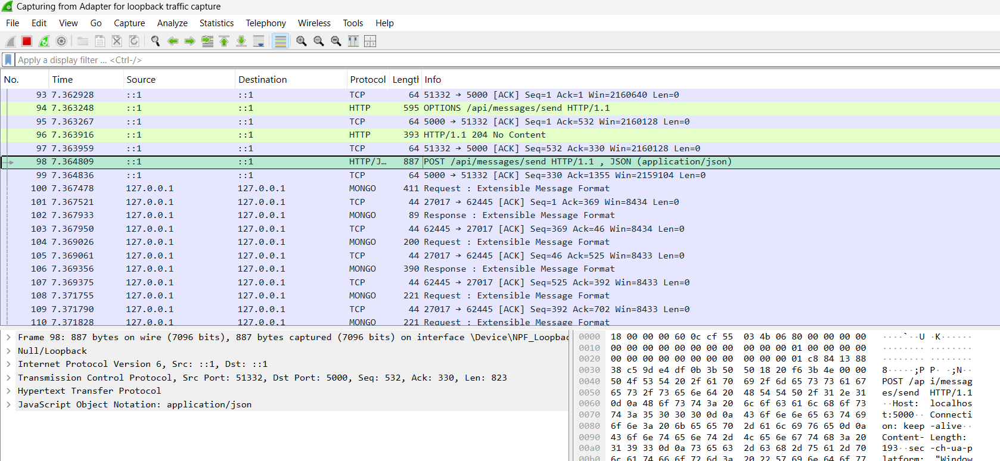 Capturing from Adapter for loopback traffic capture
File Edit View Go Capture Analyze Statistics Telephony Wireless Tools Help
Apply a display filter … <Ctrl-/>
No. Time Source Destination Protocol Lengtł Info
93 7.362928 ::1 ::1 TCP 64 51332 → 5000 [ACK] Seq=1 Ack=1 Win=2160640 Len=0
94 7.363248 ::1 ::1 HTTP 595 OPTIONS /api/messages/send HTTP/1.1
95 7.363267 ::1 ::1 TCP 64 5000 → 51332 [ACK] Seq=1 Ack=532 Win=2160128 Len=0
96 7.363916 ::1 ::1 HTTP 393 HTTP/1.1 204 No Content
97 7.363959 ::1 ::1 TCP 64 51332 → 5000 [ACK] Seq=532 Ack=330 Win=2160128 Len=0
98 7.364809 ::1 ::1 HTTP/J… 887 POST /api/messages/send HTTP/1.1 , JSON (application/json)
99 7.364836 ::1 ::1 TCP 64 5000 → 51332 [ACK] Seq=330 Ack=1355 Win=2159104 Len=0
100 7.367478 127.0.0.1 127.0.0.1 MONGO 411 Request : Extensible Message Format
101 7.367521 127.0.0.1 127.0.0.1 TCP 44 27017 → 62445 [ACK] Seq=1 Ack=369 Win=8434 Len=0
102 7.367933 127.0.0.1 127.0.0.1 MONGO 89 Response : Extensible Message Format
103 7.367950 127.0.0.1 127.0.0.1 TCP 44 62445 → 27017 [ACK] Seq=369 Ack=46 Win=8434 Len=0
104 7.369026 127.0.0.1 127.0.0.1 MONGO 200 Request : Extensible Message Format
105 7.369061 127.0.0.1 127.0.0.1 TCP 44 27017 → 62445 [ACK] Seq=46 Ack=525 Win=8433 Len=0
106 7.369356 127.0.0.1 127.0.0.1 MONGO 390 Response : Extensible Message Format
107 7.369375 127.0.0.1 127.0.0.1 TCP 44 62445 → 27017 [ACK] Seq=525 Ack=392 Win=8433 Len=0
108 7.371755 127.0.0.1 127.0.0.1 MONGO 221 Request : Extensible Message Format
109 7.371790 127.0.0.1 127.0.0.1 TCP 44 27017 → 62445 [ACK] Seq=392 Ack=702 Win=8433 Len=0
110 7.371828 127.0.0.1 127.0.0.1 MONGO 221 Request : Extensible Message Format
Frame 98: 887 bytes on wire (7096 bits), 887 bytes captured (7096 bits) on interface \Device\NPF_Loopbac
Null/Loopback
Internet Protocol Version 6, Src: ::1, Dst: ::1
Transmission Control Protocol, Src Port: 51332, Dst Port: 5000, Seq: 532, Ack: 330, Len: 823
Hypertext Transfer Protocol
JavaScript Object Notation: application/json
0000 18 00 00 00 60 0c cf 55 03 4b 06 80 00 00 00 00 ····`··U ·K······
0010 00 00 00 00 00 00 00 00 00 00 01 00 00 00 00 00 ········ ········
0020 00 00 00 00 00 00 00 00 00 00 00 01 c8 84 13 88 ········ ········
0030 38 c5 9d e4 df 0b 3b 50 50 18 20 f6 3b 4e 00 00 8·····;P P· ·;N··
0040 50 4f 53 54 20 2f 61 70 69 2f 6d 65 73 73 61 67 POST /ap i/messag
0050 65 73 2f 73 65 6e 64 20 48 54 54 50 2f 31 2e 31 es/send HTTP/1.1
0060 0d 0a 48 6f 73 74 3a 20 6c 6f 63 61 6c 68 6f 73 ··Host: localhos
0070 74 3a 35 30 30 30 0d 0a 43 6f 6e 6e 65 63 74 69 t:5000·· Connecti
0080 6f 6e 3a 20 6b 65 65 70 2d 61 6c 69 76 65 0d 0a on: keep -alive··
0090 43 6f 6e 74 65 6e 74 2d 4c 65 6e 67 74 68 3a 20 Content- Length:
00a0 31 39 33 0d 0a 73 65 63 2d 63 68 2d 75 61 2d 70 193··sec -ch-ua-p
00b0 6c 61 74 66 6f 72 6d 3a 20 22 57 69 6e 64 6f 77 latform: "Window